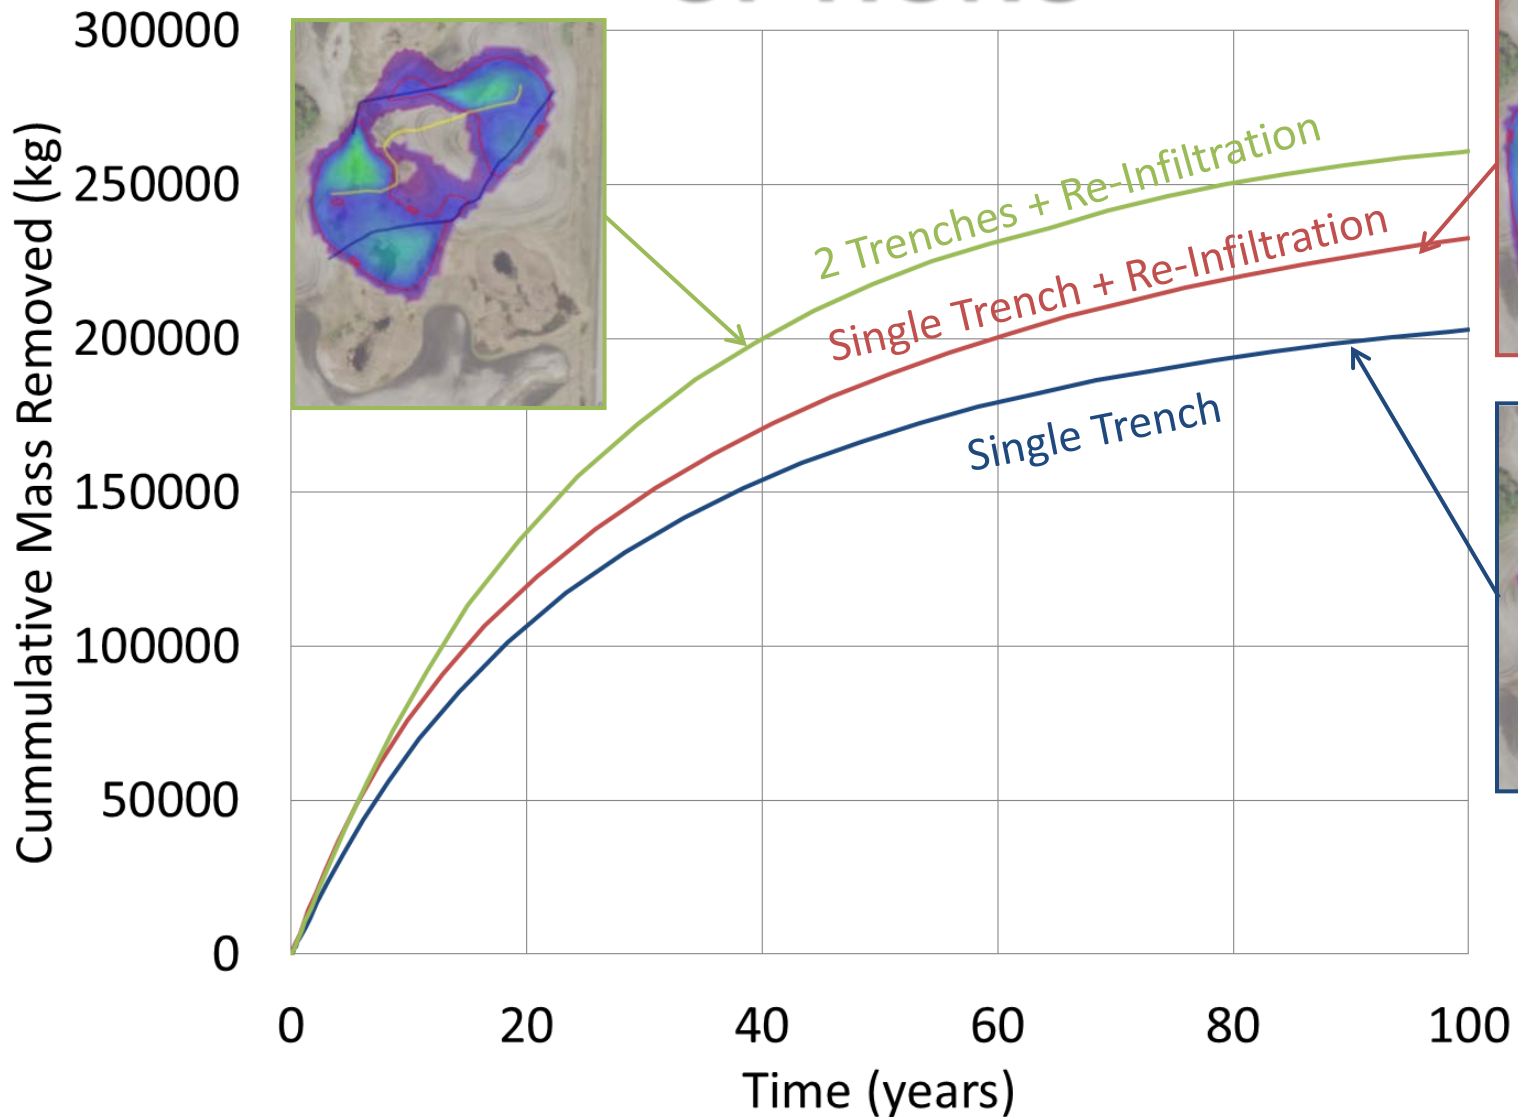 300000
250000
200000
150000
100000
50000
0
Cummulative Mass Removed (kg)
2 Trenches + Re-Infiltration
Single Trench + Re-Infiltration
Single Trench
0 20 40 60 80 100
Time (years)